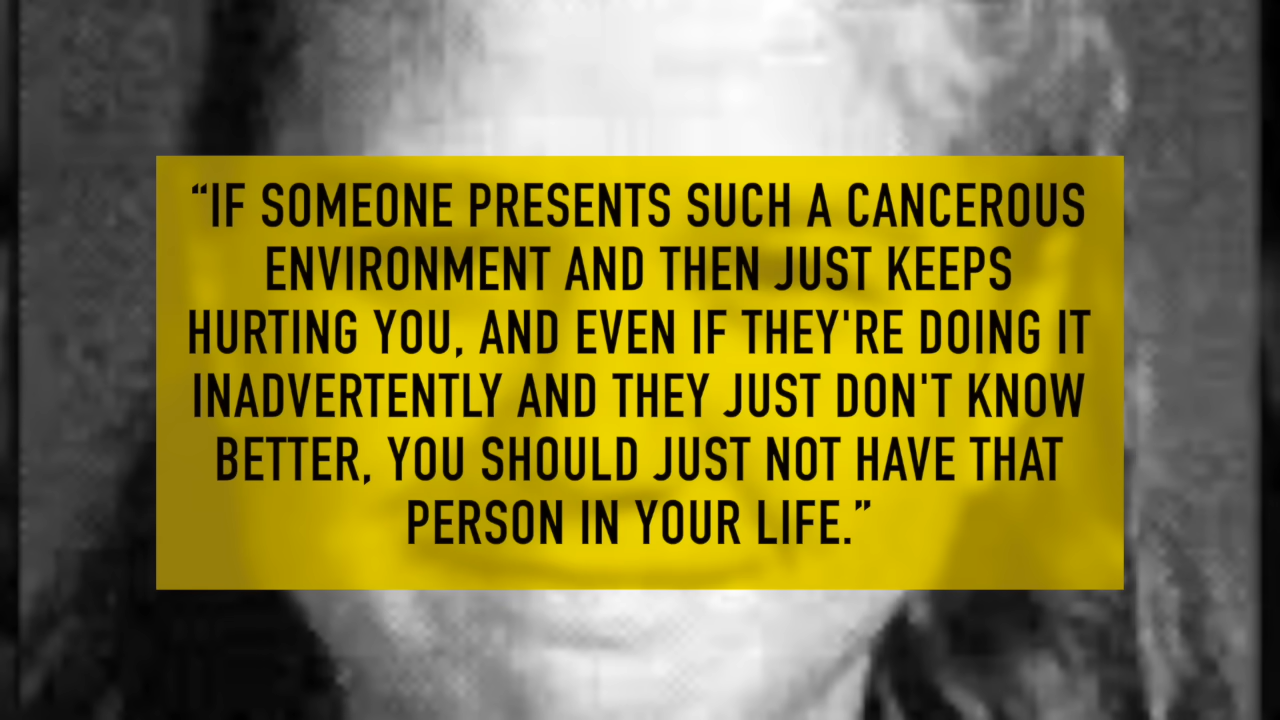 “IF SOMEONE PRESENTS SUCH A CANCEROUS
ENVIRONMENT AND THEN JUST KEEPS
HURTING YOU, AND EVEN IF THEY'RE DOING IT
INADVERTENTLY AND THEY JUST DON'T KNOW
BETTER, YOU SHOULD JUST NOT HAVE THAT
PERSON IN YOUR LIFE.”